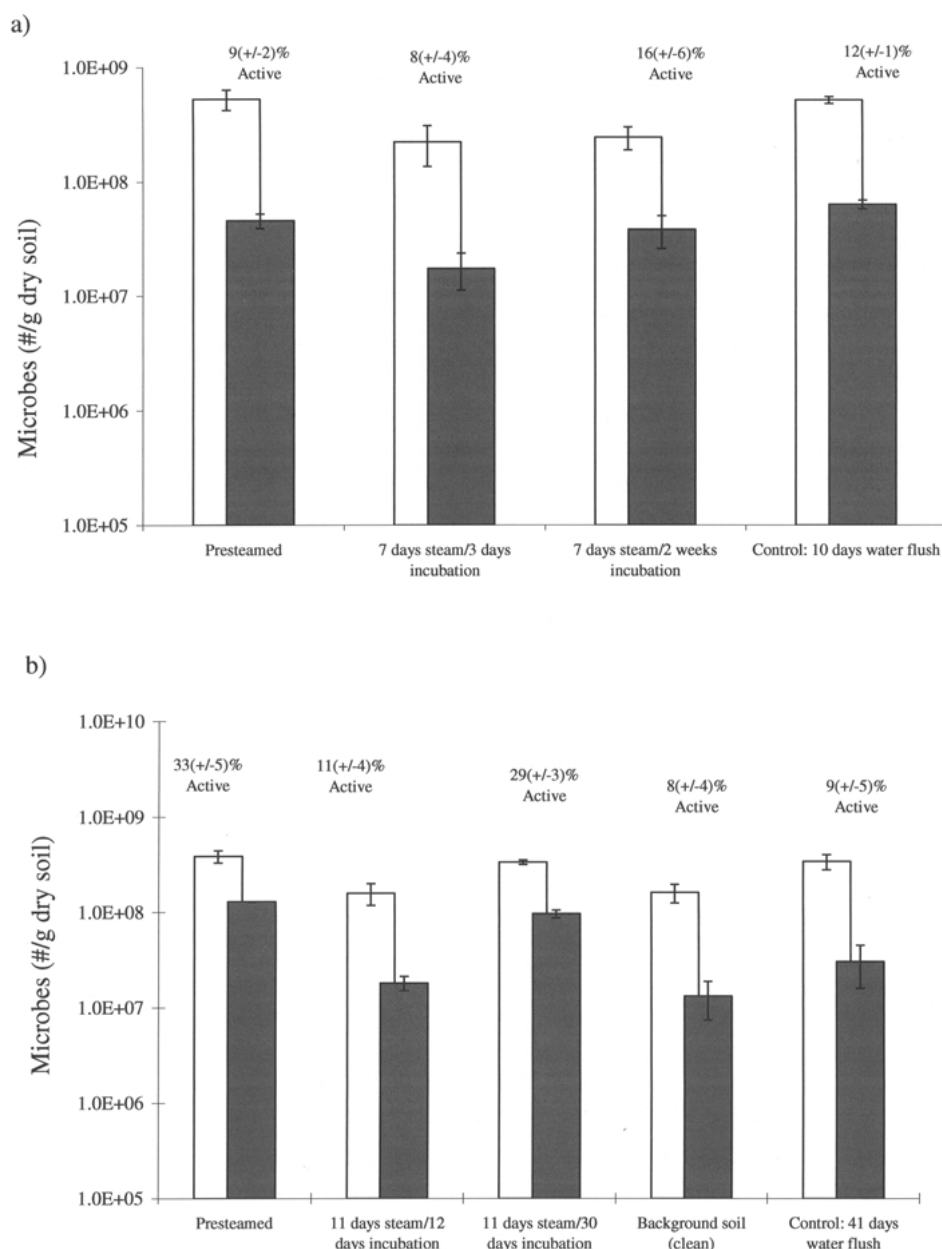 a)
9(+/-2)%
Active
8(+/-4)%
Active
16(+/-6)%
Active
12(+/-1)%
Active
1.0E+09
1.0E+08
1.0E+07
1.0E+06
1.0E+05
Microbes (#/g dry soil)
Presteamed
7 days steam/3 days
incubation
7 days steam/2 weeks
incubation
Control: 10 days water flush
b)
33(+/-5)%
Active
11(+/-4)%
Active
29(+/-3)%
Active
8(+/-4)%
Active
9(+/-5)%
Active
1.0E+10
1.0E+09
1.0E+08
1.0E+07
1.0E+06
1.0E+05
Microbes (#/g dry soil)
Presteamed
11 days steam/12
days incubation
11 days steam/30
days incubation
Background soil
(clean)
Control: 41 days
water flush